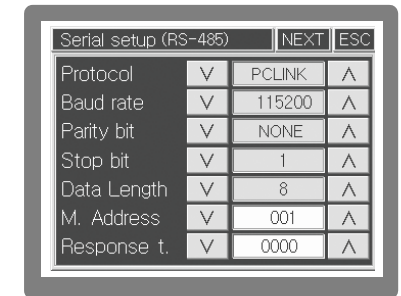 Serial setup (RS-485) NEXT ESC
Protocol V PCLINK Λ
Baud rate V 115200 Λ
Parity bit V NONE Λ
Stop bit V 1 Λ
Data Length V 8 Λ
M. Address V 001 Λ
Response t. V 0000 Λ